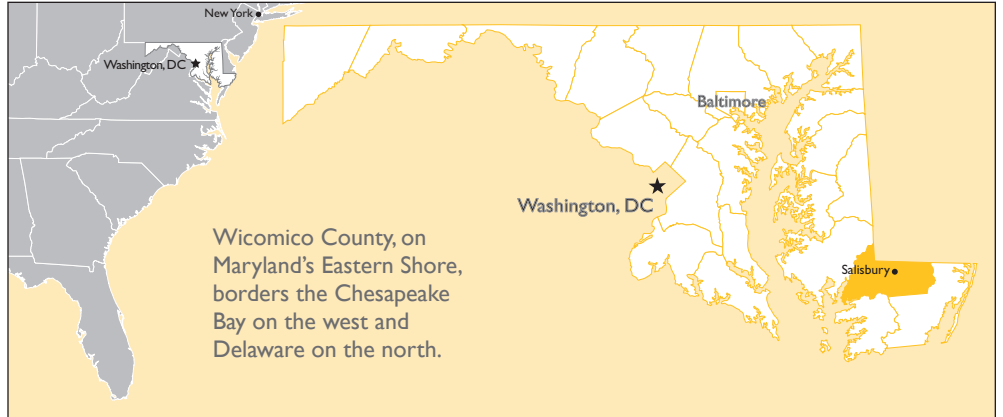 New York
Washington, DC
Baltimore
Washington, DC
Salisbury
Wicomico County, on
Maryland's Eastern Shore,
borders the Chesapeake
Bay on the west and
Delaware on the north.